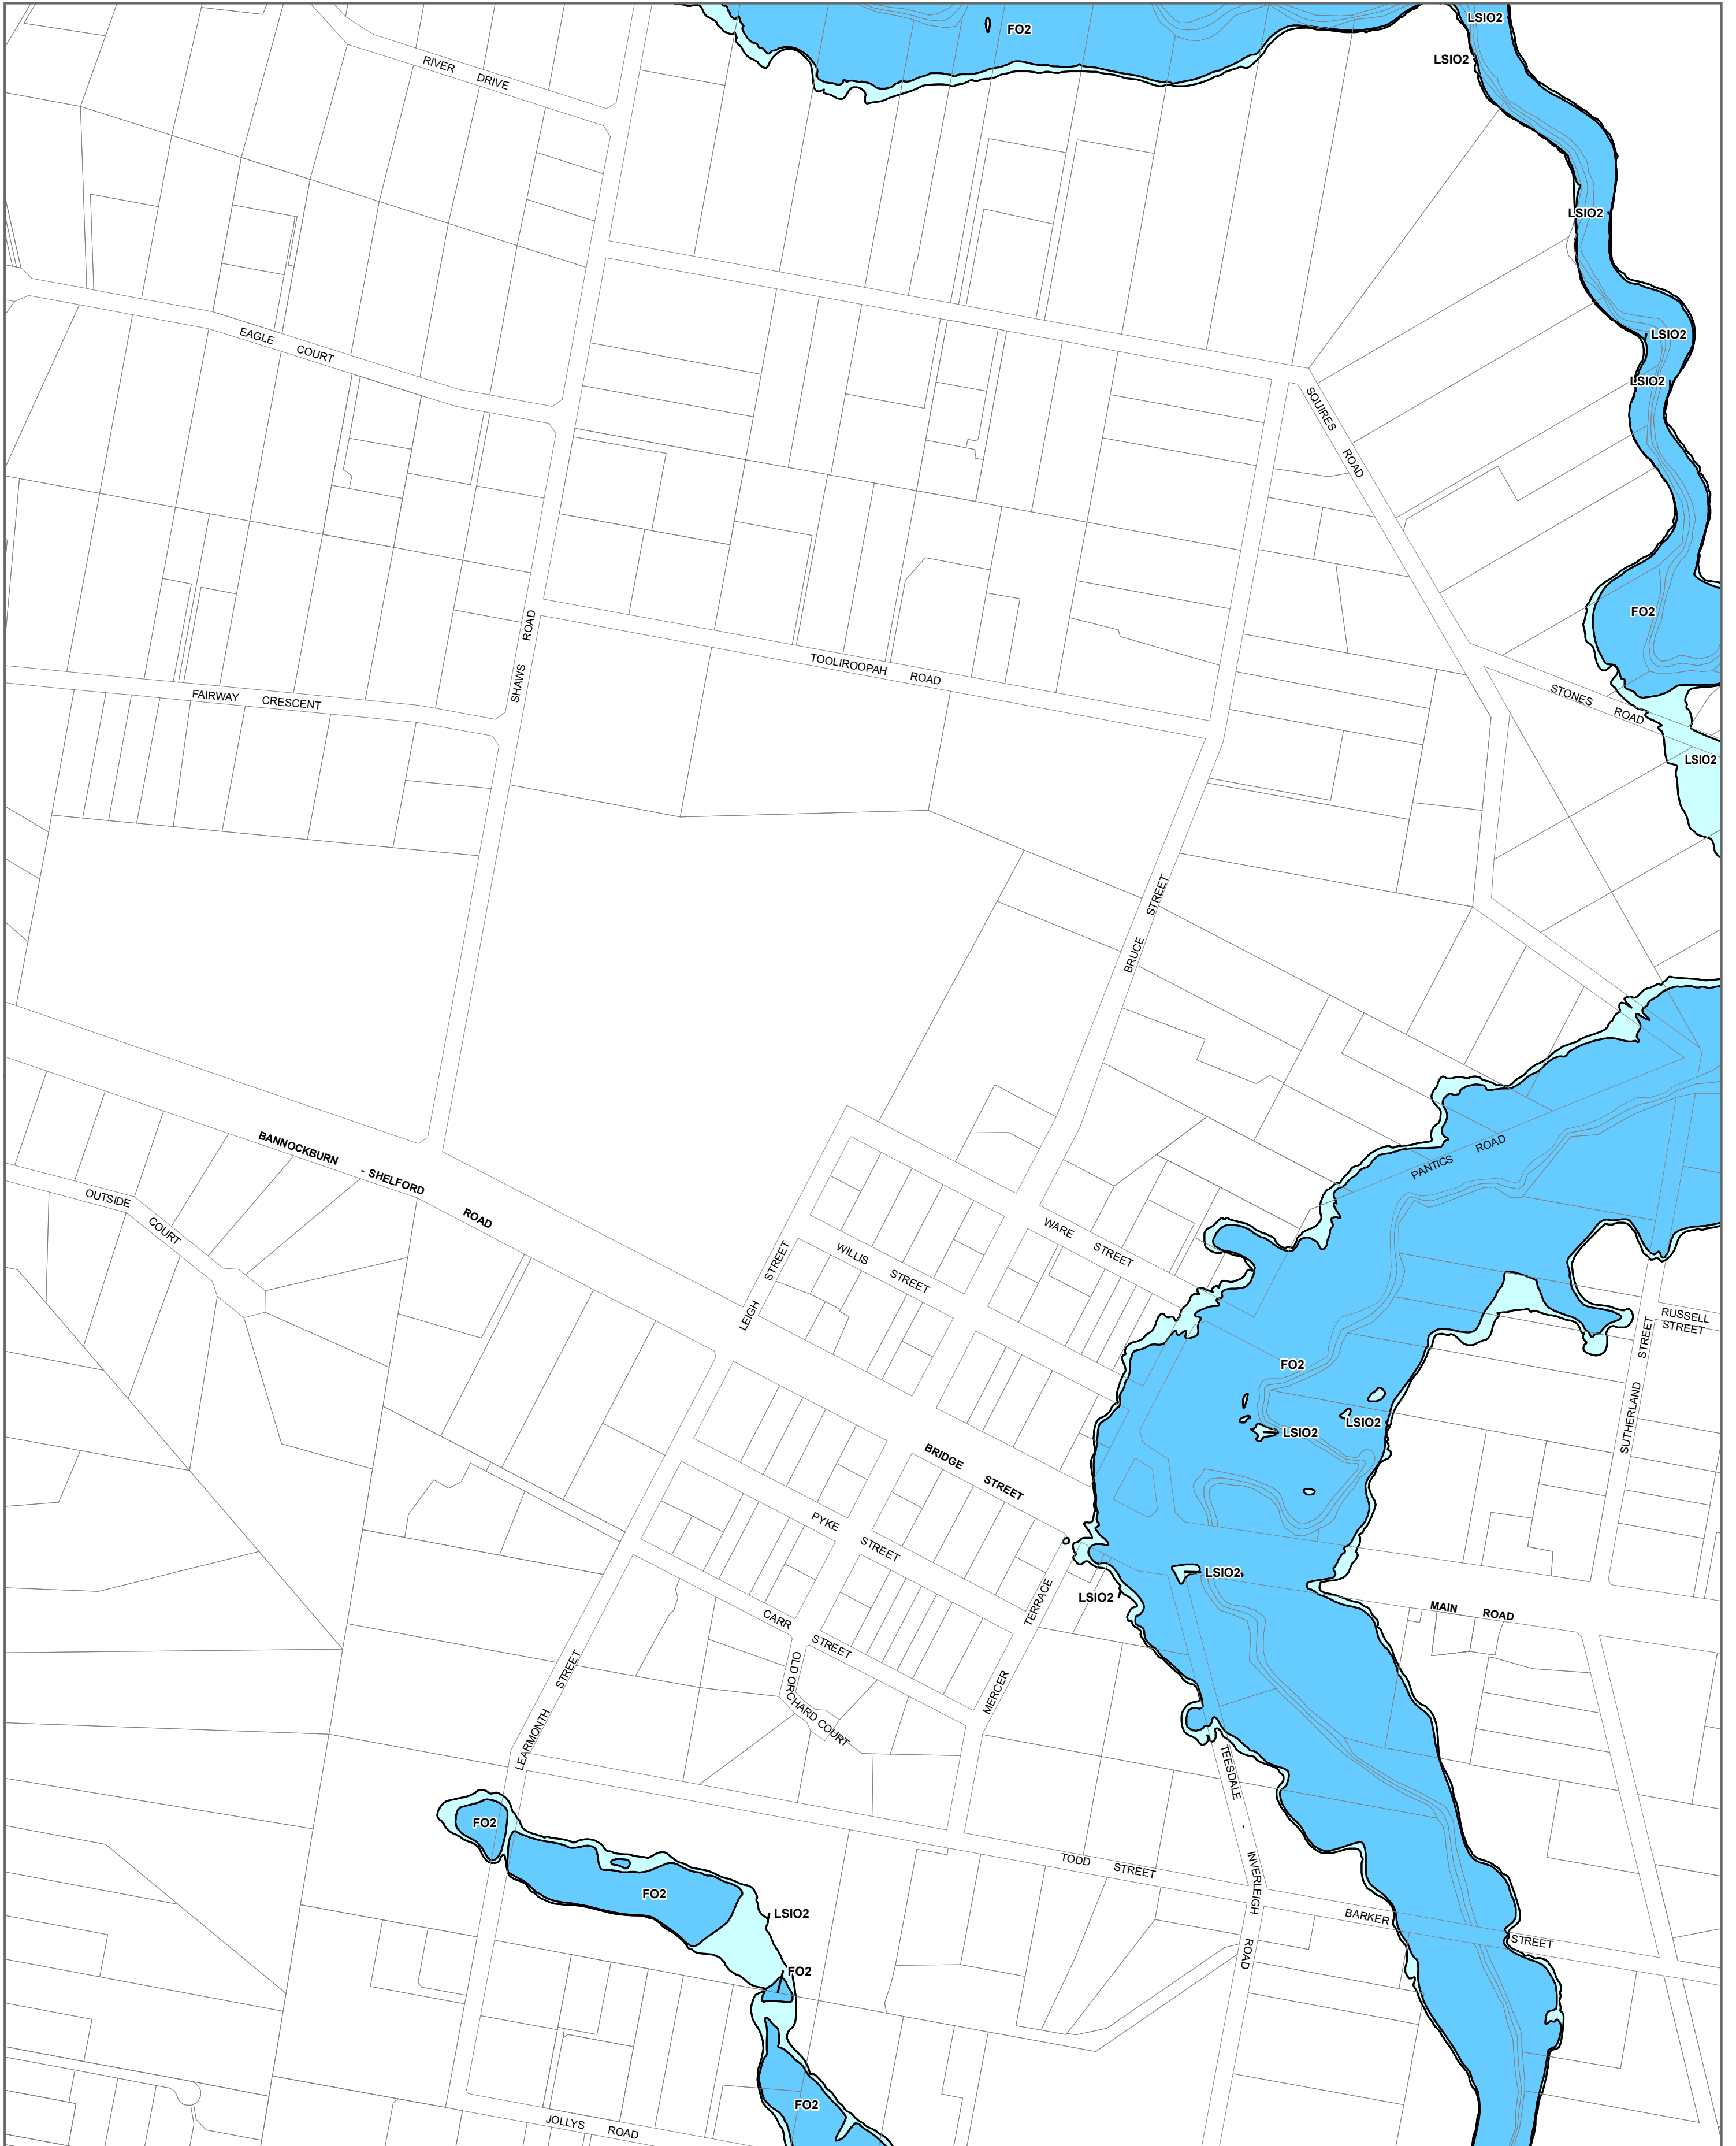 LSIO2
FO2
LSIO2
RIVER DRIVE
LSIO2
EAGLE COURT
LSIO2
LSIO2
SQUIRES ROAD
FO2
SHAWS ROAD
TOOLIROOPAH ROAD
FAIRWAY CRESCENT
STONES ROAD
LSIO2
BRUCE STREET
BANNOCKBURN - SHELFORD ROAD
PANTICS ROAD
OUTSIDE COURT
WARE STREET
WILLIS STREET
LEIGH STREET
RUSSELL
STREET
FO2
SUTHERLAND STREET
LSIO2
LSIO2
BRIDGE STREET
PYKE STREET
LSIO2
LSIO2
MAIN ROAD
CARR STREET
MERCER TERRACE
OLD ORCHARD COURT
LEARMONTH STREET
TEESDALE - INVERLEIGH ROAD
FO2
TODD STREET
FO2
LSIO2
BARKER STREET
FO2
FO2
JOLLYS ROAD